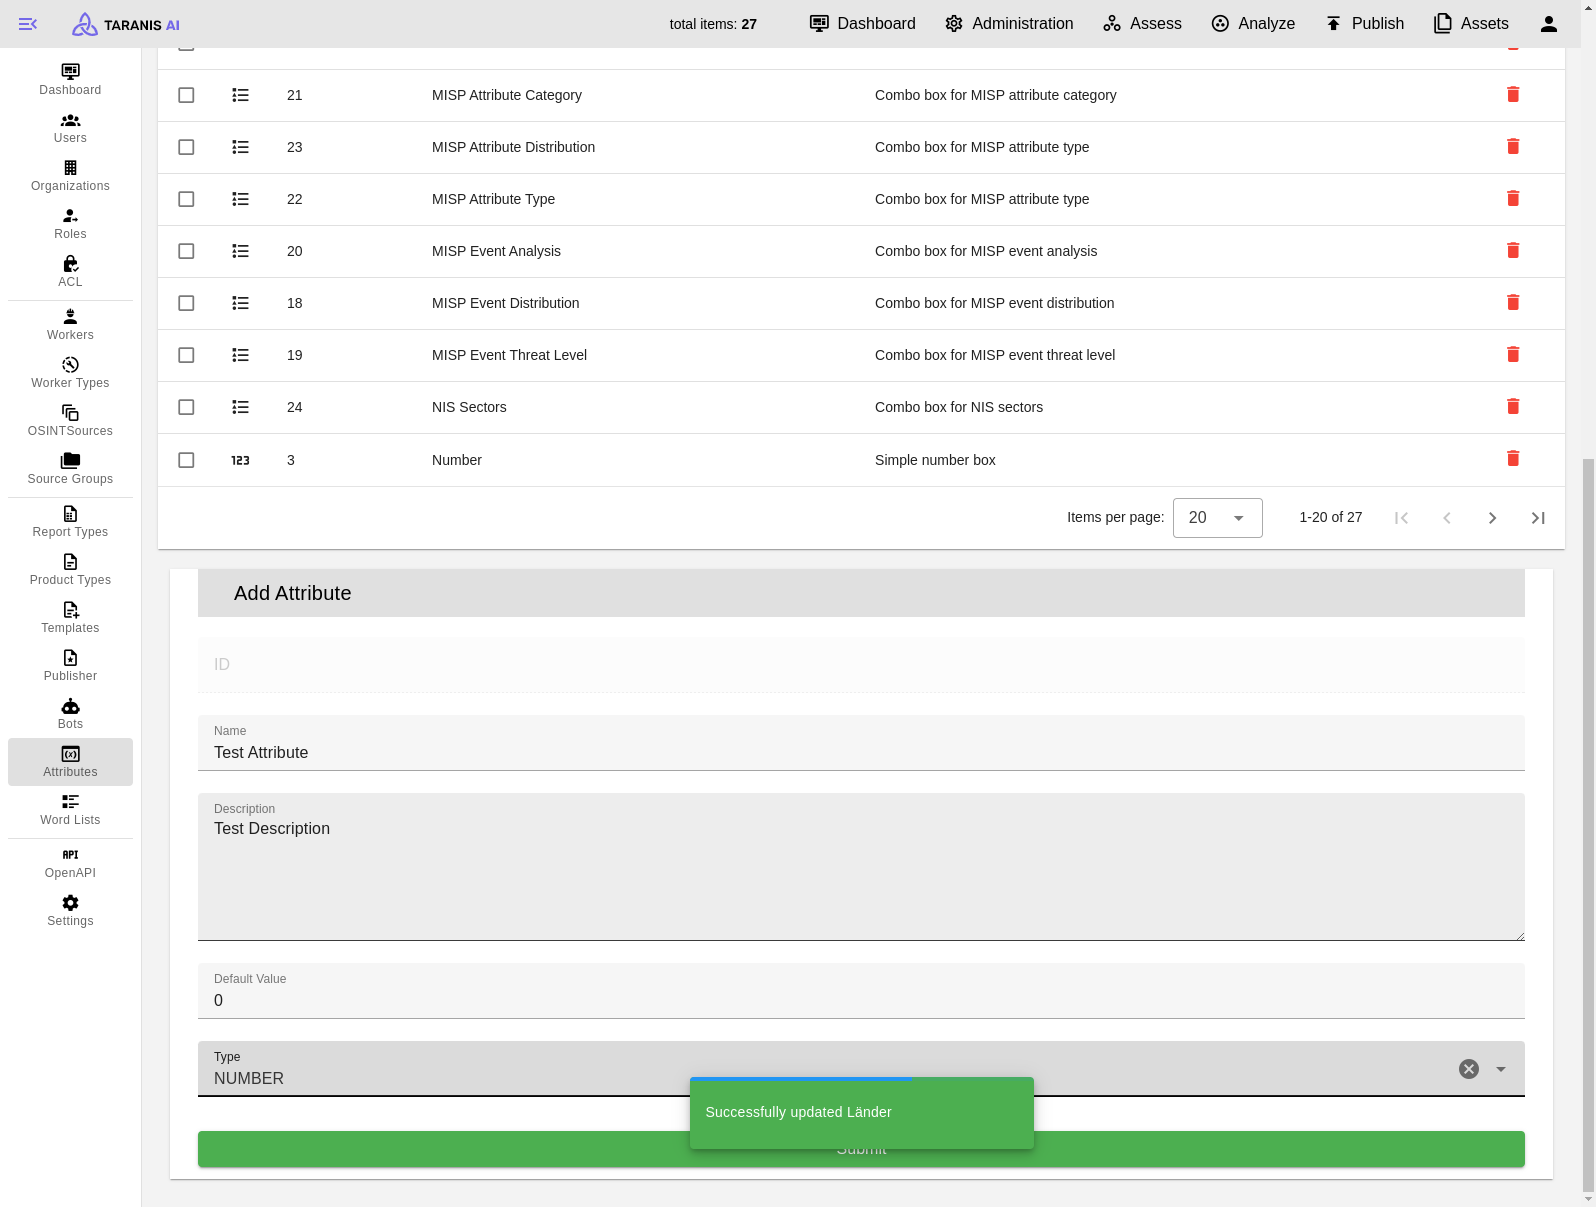 TARANIS AI
total items: 27
Dashboard
Administration
Assess
Analyze
Publish
Assets
Dashboard
Users
Organizations
Roles
ACL
Workers
Worker Types
OSINTSources
Source Groups
Report Types
Product Types
Templates
Publisher
Bots
Attributes
Word Lists
API
OpenAPI
Settings
21 MISP Attribute Category Combo box for MISP attribute category
23 MISP Attribute Distribution Combo box for MISP attribute type
22 MISP Attribute Type Combo box for MISP attribute type
20 MISP Event Analysis Combo box for MISP event analysis
18 MISP Event Distribution Combo box for MISP event distribution
19 MISP Event Threat Level Combo box for MISP event threat level
24 NIS Sectors Combo box for NIS sectors
123 3 Number Simple number box
Items per page: 20 1-20 of 27
Add Attribute
ID
Name
Test Attribute
Description
Test Description
Default Value
0
Type
NUMBER
Successfully updated Länder
Submit